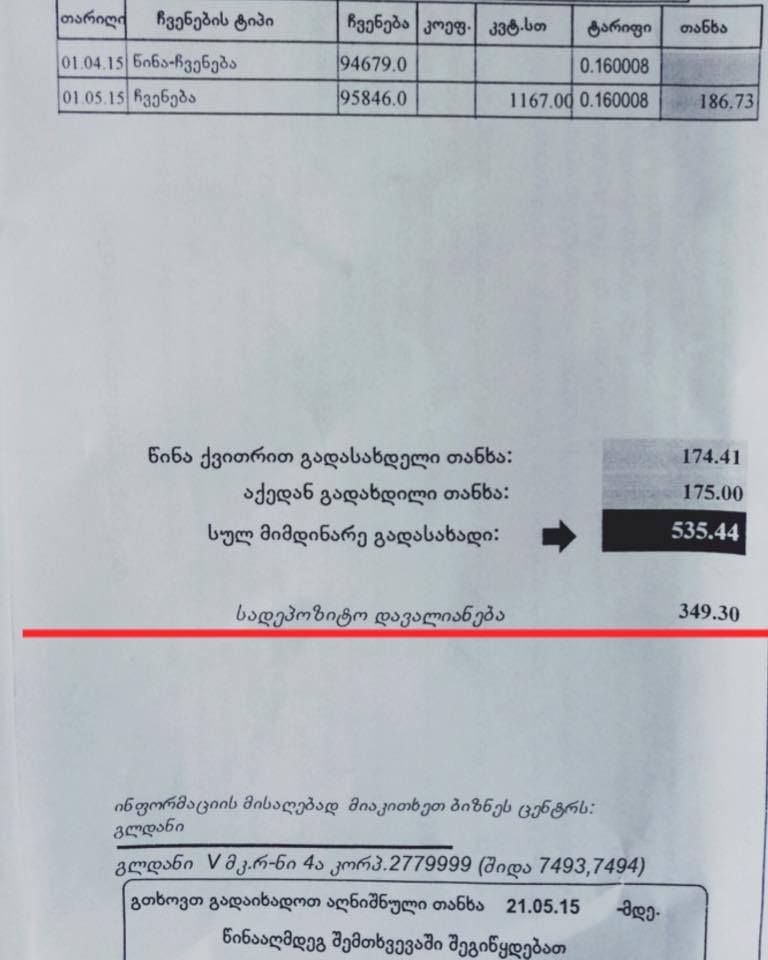 თარიღი ჩვენების ტიპი ჩვენება კოეფ. კვტ.სთ ტარიფი თანხა
01.04.15 წინა-ჩვენება 94679.0 0.160008
01.05.15 ჩვენება 95846.0 1167.00 0.160008 186.73
წინა ქვითრით გადასახდელი თანხა: 174.41
აქედან გადახდილი თანხა: 175.00
სულ მიმდინარე გადასახადი: 535.44
სადეპოზიტო დავალიანება 349.30
ინფორმაციის მისაღებად მიაკითხეთ ბიზნეს ცენტრს:
გლდანი
გლდანი V მკ.რ-ნი 4ა კორპ.2779999 (შიდა 7493,7494)
გთხოვთ გადაიხადოთ აღნიშნული თანხა 21.05.15 -მდე.
წინააღმდეგ შემთხვევაში შეგიწყდებათ